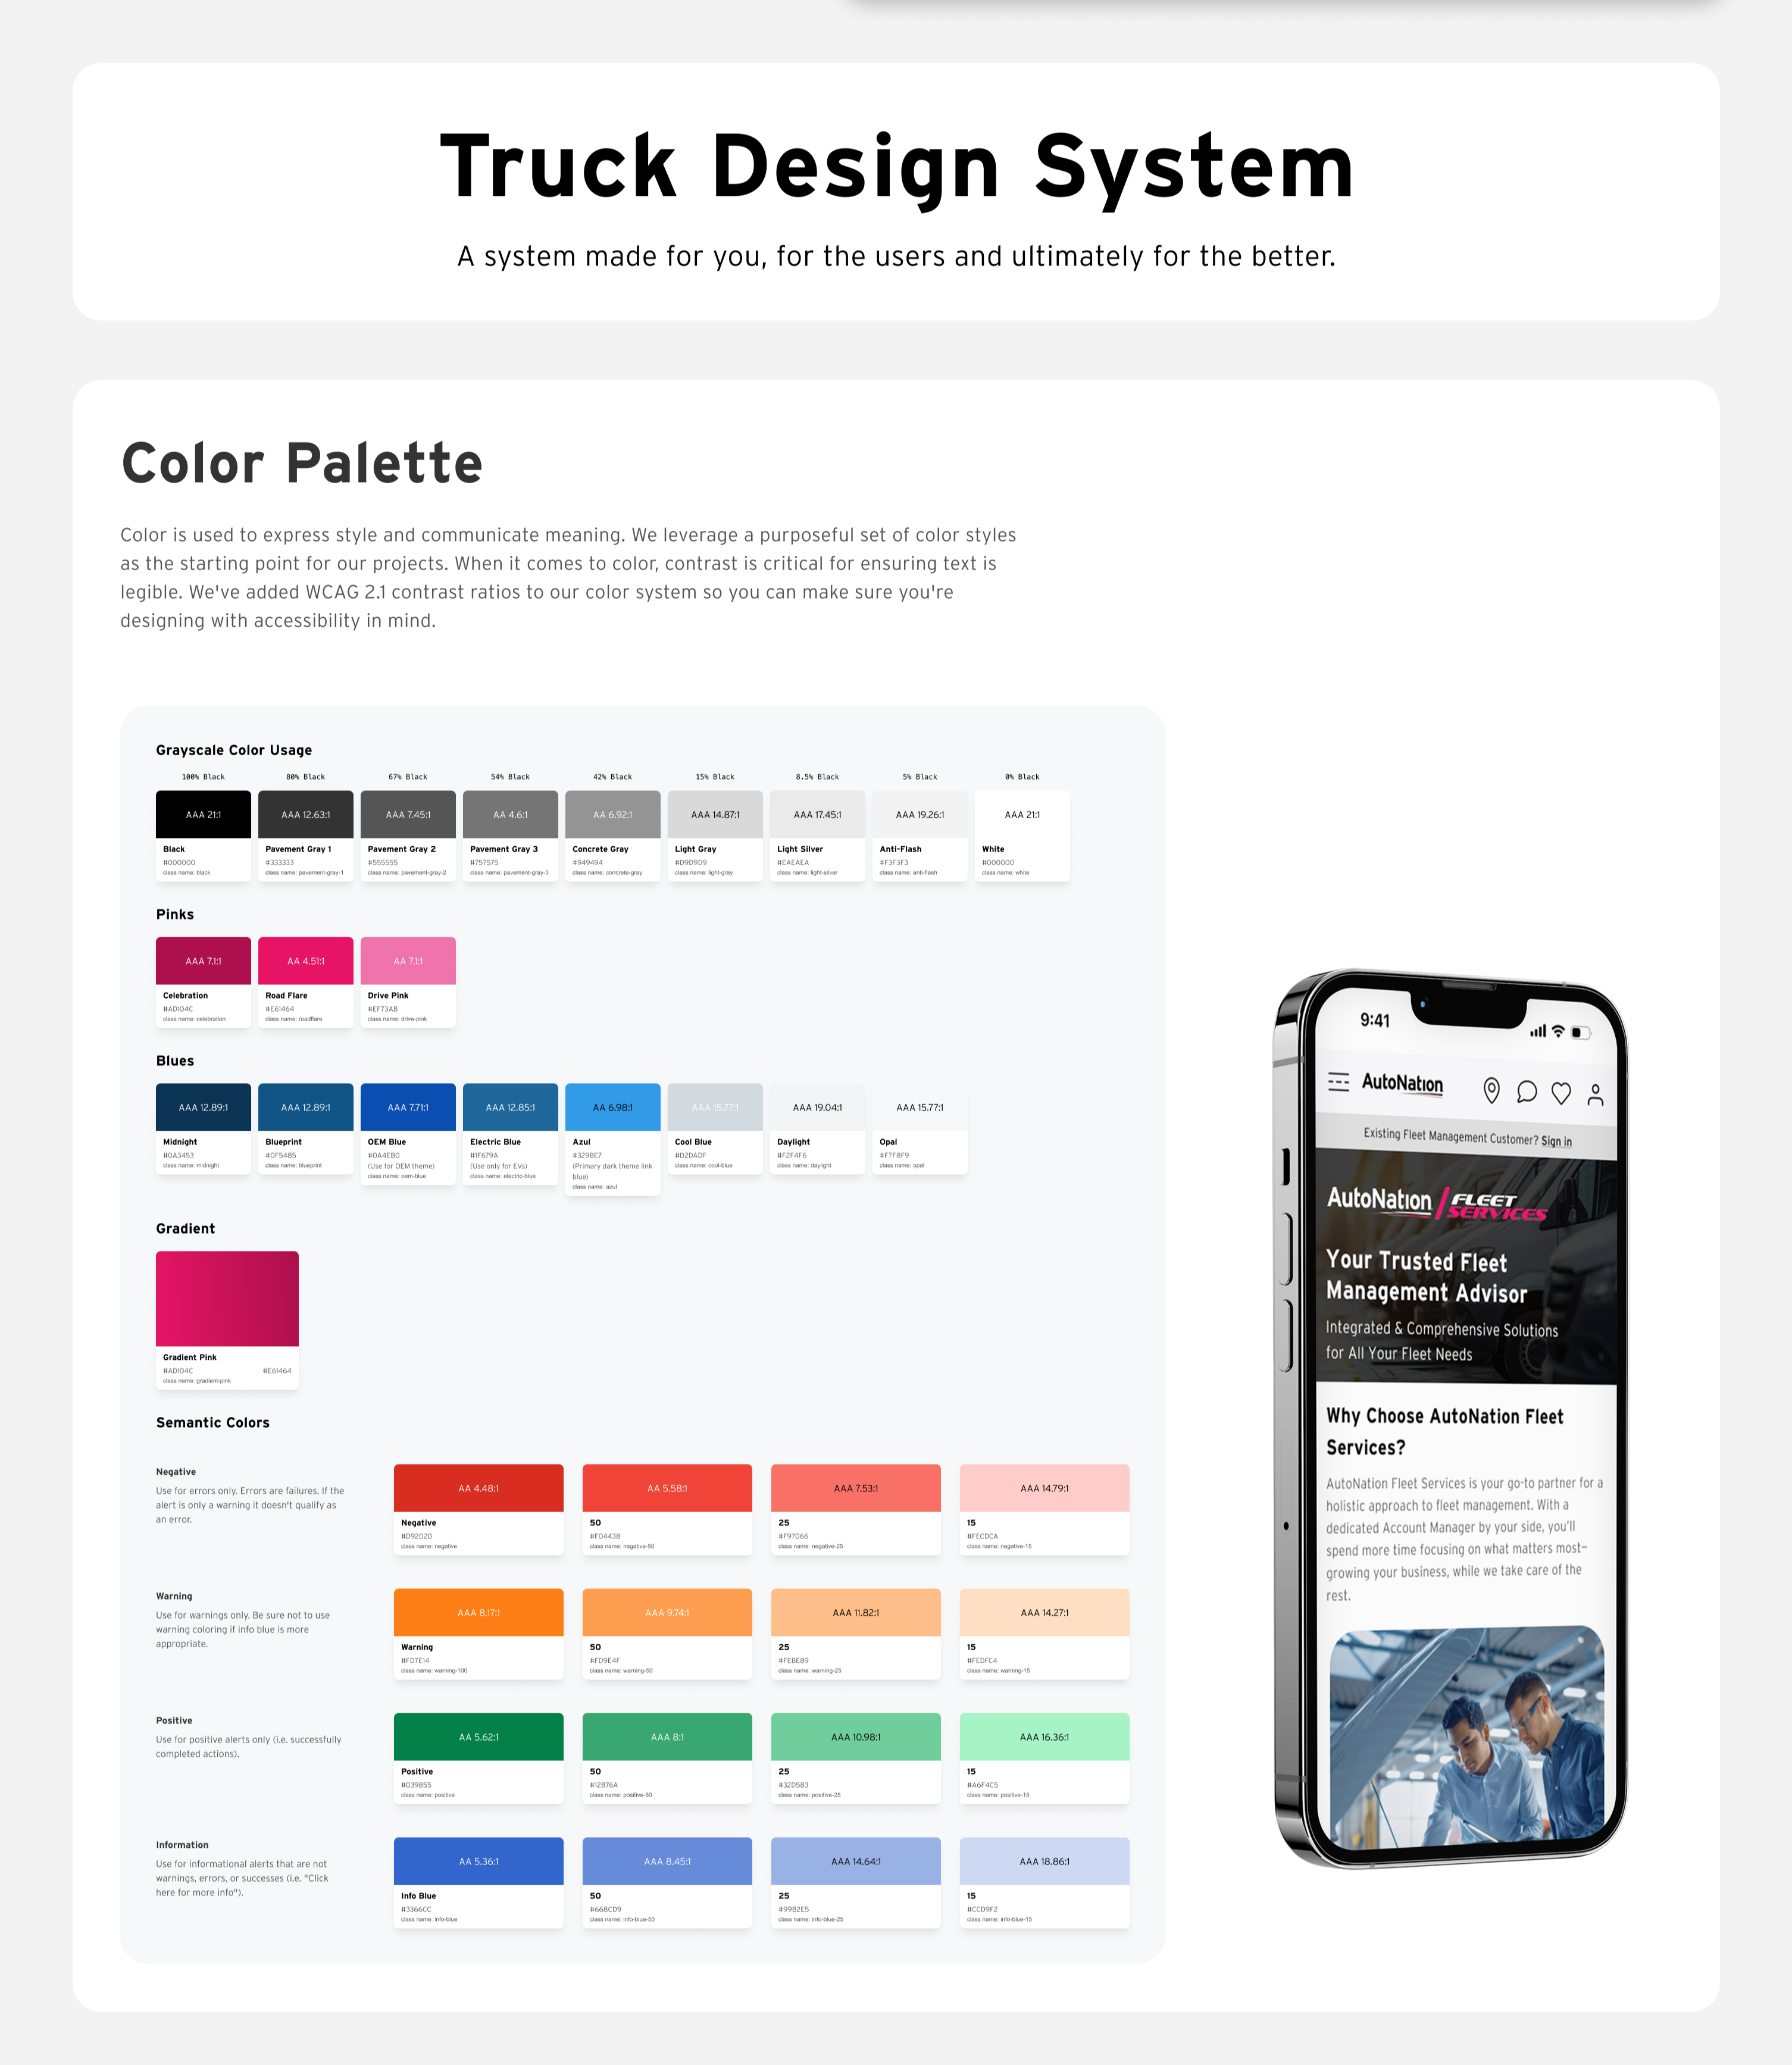 Truck Design System
A system made for you, for the users and ultimately for the better.
Color Palette
Color is used to express style and communicate meaning. We leverage a purposeful set of color styles
as the starting point for our projects. When it comes to color, contrast is critical for ensuring text is
legible. We've added WCAG 2.1 contrast ratios to our color system so you can make sure you're
designing with accessibility in mind.
Grayscale Color Usage
100% Black 80% Black 67% Black 54% Black 42% Black 15% Black 8.5% Black 5% Black 0% Black
AAA 21:1 AAA 12.63:1 AAA 7.45:1 AA 4.6:1 AA 6.92:1 AAA 14.87:1 AAA 17.45:1 AAA 19.26:1 AAA 21:1
Black Pavement Gray 1 Pavement Gray 2 Pavement Gray 3 Concrete Gray Light Gray Light Silver Anti-Flash White
#000000 #333333 #555555 #757575 #949494 #D9D9D9 #EAEAEA #F3F3F3 #000000
class name: black class name: pavement-gray-1 class name: pavement-gray-2 class name: pavement-gray-3 class name: concrete-gray class name: light-gray class name: light-silver class name: anti-flash class name: white
Pinks
AAA 7.1:1 AA 4.51:1 AA 7.1:1
Celebration Road Flare Drive Pink
#AD104C #E61464 #EF73AB
class name: celebration class name: roadflare class name: drive-pink
Blues
AAA 12.89:1 AAA 12.89:1 AAA 7.71:1 AAA 12.85:1 AA 6.98:1 AAA 15.77:1 AAA 19.04:1 AAA 15.77:1
Midnight Blueprint OEM Blue Electric Blue Azul Cool Blue Daylight Opal
#0A3453 #0F5485 #0A4EB0 #1F679A #329BE7 #D2DADF #F2F4F6 #F7F8F9
class name: midnight class name: blueprint (Use for OEM theme) (Use only for EVs) (Primary dark theme link class name: cool-blue class name: daylight class name: opal
class name: oem-blue class name: electric-blue blue)
class name: azul
Gradient
Gradient Pink
#AD104C #E61464
class name: gradient-pink
Semantic Colors
Negative
Use for errors only. Errors are failures. If the
alert is only a warning it doesn't qualify as
an error.
AA 4.48:1 AA 5.58:1 AAA 7.53:1 AAA 14.79:1
Negative 50 25 15
#D92D20 #F04438 #F97066 #FECDCA
class name: negative class name: negative-50 class name: negative-25 class name: negative-15
Warning
Use for warnings only. Be sure not to use
warning coloring if info blue is more
appropriate.
AAA 8.17:1 AAA 9.74:1 AAA 11.82:1 AAA 14.27:1
Warning 50 25 15
#FD7E14 #FD9E4F #FEBE89 #FEDFC4
class name: warning-100 class name: warning-50 class name: warning-25 class name: warning-15
Positive
Use for positive alerts only (i.e. successfully
completed actions).
AA 5.62:1 AAA 8:1 AAA 10.98:1 AAA 16.36:1
Positive 50 25 15
#039855 #12B76A #32D583 #A6F4C5
class name: positive class name: positive-50 class name: positive-25 class name: positive-15
Information
Use for informational alerts that are not
warnings, errors, or successes (i.e. "Click
here for more info").
AA 5.36:1 AAA 8.45:1 AAA 14.64:1 AAA 18.86:1
Info Blue 50 25 15
#3366CC #668CD9 #99B2E5 #CCD9F2
class name: info-blue class name: info-blue-50 class name: info-blue-25 class name: info-blue-15
9:41
AutoNation
Existing Fleet Management Customer? Sign in
AutoNation FLEET
SERVICES
Your Trusted Fleet
Management Advisor
Integrated & Comprehensive Solutions
for All Your Fleet Needs
Why Choose AutoNation Fleet
Services?
AutoNation Fleet Services is your go-to partner for a
holistic approach to fleet management. With a
dedicated Account Manager by your side, you'll
spend more time focusing on what matters most—
growing your business, while we take care of the
rest.